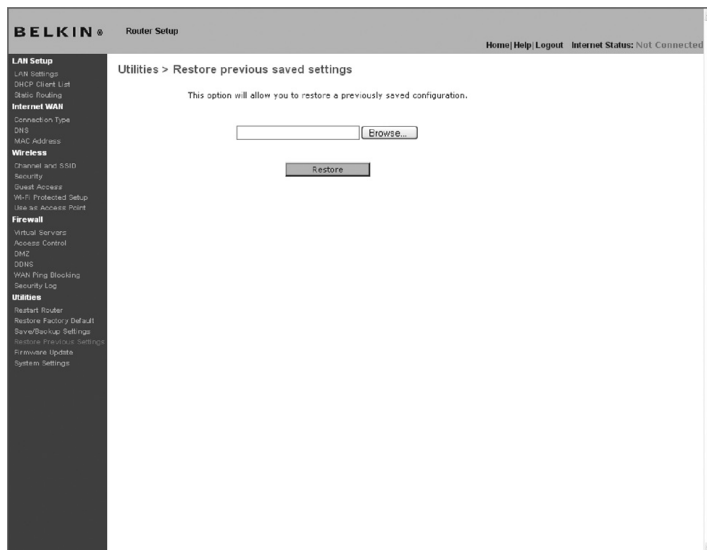 BELKIN®
Router Setup
Home|Help|Logout Internet Status: Not Connected
LAN Setup
LAN Settings
DHCP Client List
Static Routing
Internet WAN
Connection Type
DNS
MAC Address
Wireless
Channel and SSID
Security
Guest Access
Wi-Fi Protected Setup
Use as Access Point
Firewall
Virtual Servers
Access Control
DMZ
DDNS
WAN Ping Blocking
Security Log
Utilities
Restart Router
Restore Factory Default
Save/Backup Settings
Restore Previous Settings
Firmware Update
System Settings
Utilities > Restore previous saved settings
This option will allow you to restore a previously saved configuration.
Browse...
Restore